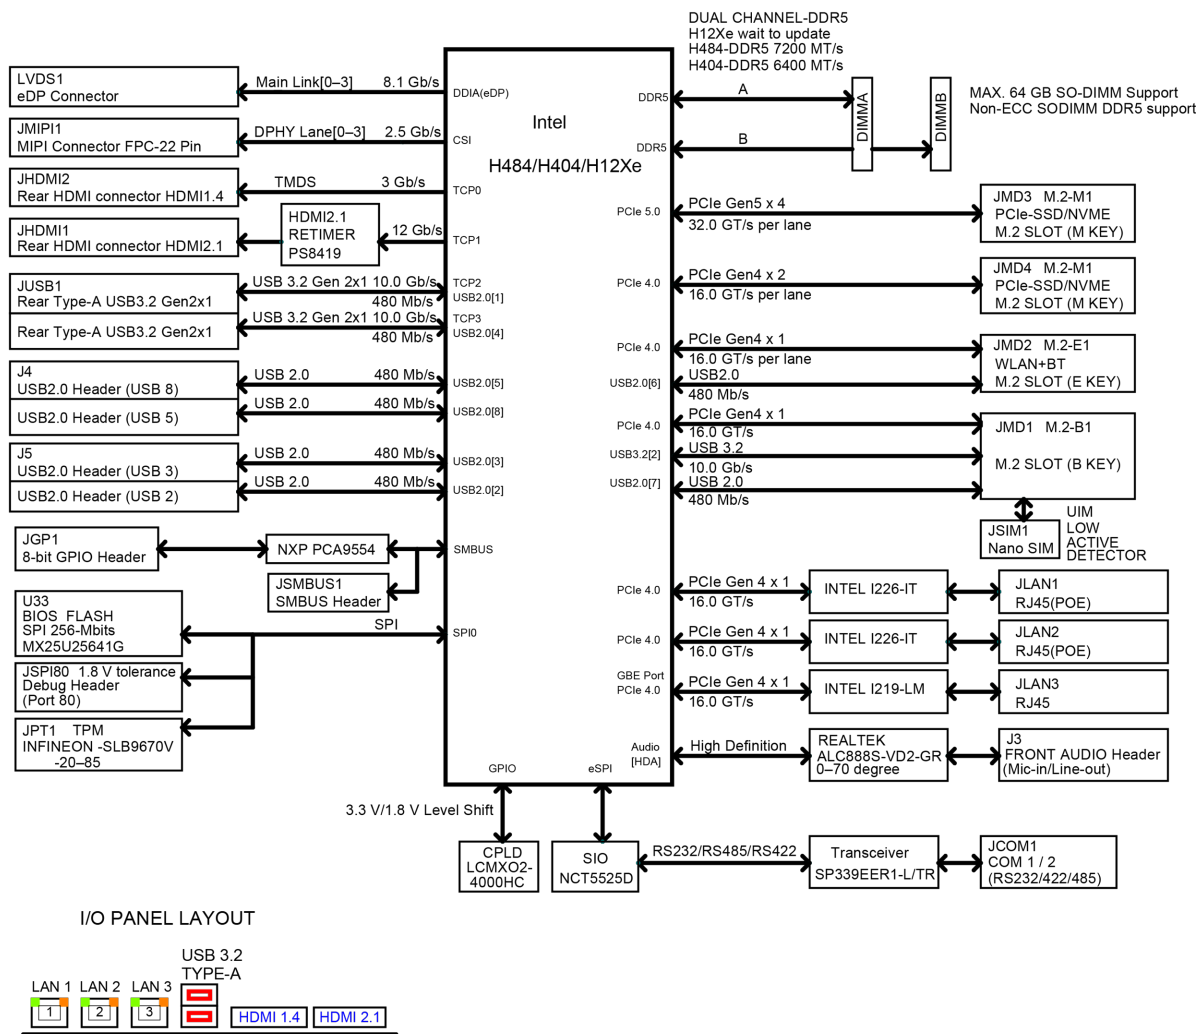 DUAL CHANNEL-DDR5
H12Xe wait to update
H484-DDR5 7200 MT/s
H404-DDR5 6400 MT/s
MAX. 64 GB SO-DIMM Support
Non-ECC SODIMM DDR5 support
LVDS1
eDP Connector
Main Link[0–3] 8.1 Gb/s
DDIA(eDP)
JMIPI1
MIPI Connector FPC-22 Pin
DPHY Lane[0–3] 2.5 Gb/s
CSI
JHDMI2
Rear HDMI connector HDMI1.4
TMDS 3 Gb/s
TCP0
JHDMI1
Rear HDMI connector HDMI2.1
HDMI2.1
RETIMER
PS8419
12 Gb/s
TCP1
JUSB1
Rear Type-A USB3.2 Gen2x1
USB 3.2 Gen 2x1 10.0 Gb/s
480 Mb/s
TCP2
USB2.0[1]
Rear Type-A USB3.2 Gen2x1
USB 3.2 Gen 2x1 10.0 Gb/s
480 Mb/s
TCP3
USB2.0[4]
J4
USB2.0 Header (USB 8)
USB 2.0 480 Mb/s
USB2.0[5]
USB2.0 Header (USB 5)
USB 2.0 480 Mb/s
USB2.0[8]
J5
USB2.0 Header (USB 3)
USB 2.0 480 Mb/s
USB2.0[3]
USB2.0 Header (USB 2)
USB 2.0 480 Mb/s
USB2.0[2]
JGP1
8-bit GPIO Header
NXP PCA9554
SMBUS
JSMBUS1
SMBUS Header
U33
BIOS FLASH
SPI 256-Mbits
MX25U25641G
SPI
SPI0
JSPI80 1.8 V tolerance
Debug Header
(Port 80)
JPT1 TPM
INFINEON -SLB9670V
-20–85
Intel
H484/H404/H12Xe
DDR5
A
DIMMA
DIMMB
DDR5
B
PCIe 5.0
PCIe Gen5 x 4
32.0 GT/s per lane
JMD3 M.2-M1
PCIe-SSD/NVME
M.2 SLOT (M KEY)
PCIe 4.0
PCIe Gen4 x 2
16.0 GT/s per lane
JMD4 M.2-M1
PCIe-SSD/NVME
M.2 SLOT (M KEY)
PCIe 4.0
PCIe Gen4 x 1
16.0 GT/s per lane
USB2.0[6]
USB2.0
480 Mb/s
JMD2 M.2-E1
WLAN+BT
M.2 SLOT (E KEY)
PCIe 4.0
PCIe Gen4 x 1
16.0 GT/s
USB3.2[2]
USB 3.2
10.0 Gb/s
USB2.0[7]
USB 2.0
480 Mb/s
JMD1 M.2-B1
M.2 SLOT (B KEY)
JSIM1
Nano SIM
UIM
LOW
ACTIVE
DETECTOR
PCIe 4.0
PCIe Gen 4 x 1
16.0 GT/s
INTEL I226-IT
JLAN1
RJ45(POE)
PCIe 4.0
PCIe Gen 4 x 1
16.0 GT/s
INTEL I226-IT
JLAN2
RJ45(POE)
GBE Port
PCIe 4.0
PCIe Gen 4 x 1
16.0 GT/s
INTEL I219-LM
JLAN3
RJ45
Audio
[HDA]
High Definition
REALTEK
ALC888S-VD2-GR
0–70 degree
J3
FRONT AUDIO Header
(Mic-in/Line-out)
GPIO
eSPI
3.3 V/1.8 V Level Shift
CPLD
LCMXO2-
4000HC
SIO
NCT5525D
RS232/RS485/RS422
Transceiver
SP339EER1-L/TR
JCOM1
COM 1 / 2
(RS232/422/485)
I/O PANEL LAYOUT
USB 3.2
TYPE-A
LAN 1 LAN 2 LAN 3
1 2 3
HDMI 1.4 HDMI 2.1